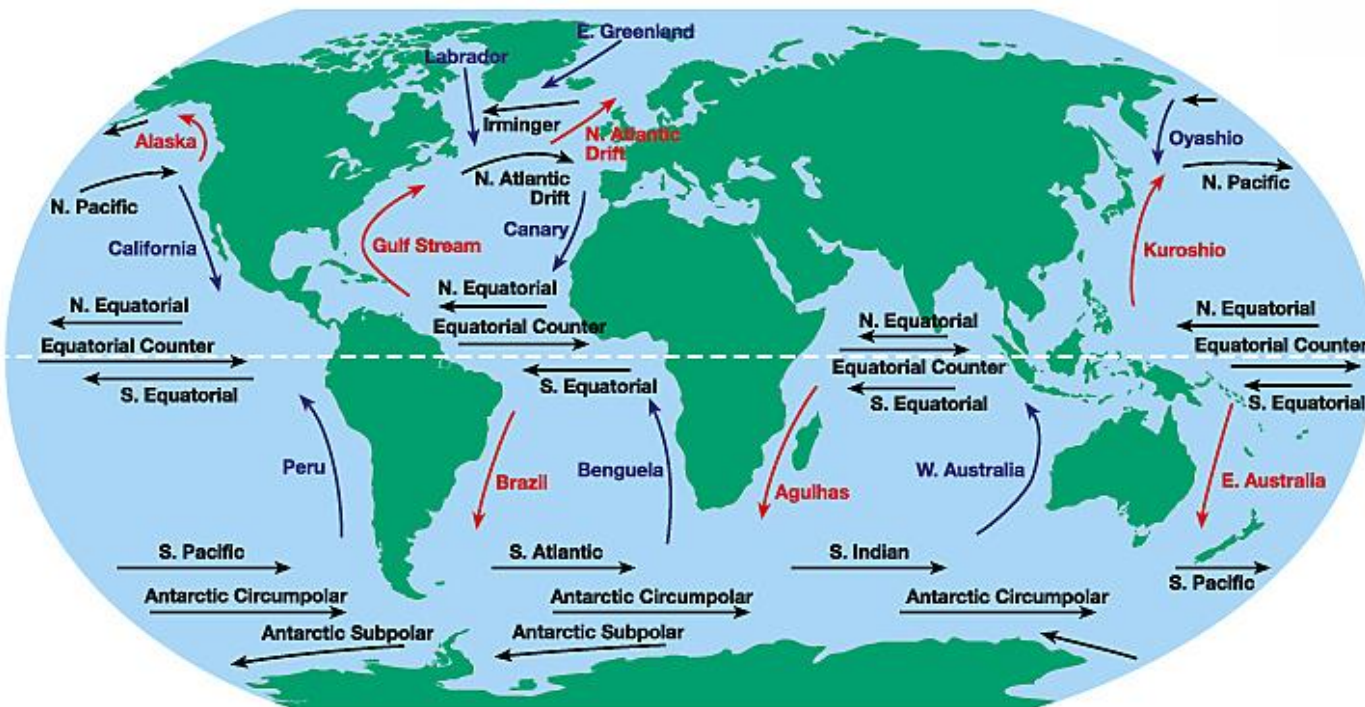 E. Greenland
Labrador
Irminger
Alaska
N. Atlantic
Drift
Oyashio
N. Atlantic
Drift
N. Pacific
N. Pacific
California
Gulf Stream
Canary
Kuroshio
N. Equatorial
N. Equatorial
N. Equatorial
N. Equatorial
Equatorial Counter
Equatorial Counter
Equatorial Counter
Equatorial Counter
S. Equatorial
S. Equatorial
S. Equatorial
S. Equatorial
Peru
Brazil
Benguela
Agulhas
W. Australia
E. Australia
S. Pacific
S. Atlantic
S. Indian
S. Pacific
Antarctic Circumpolar
Antarctic Circumpolar
Antarctic Circumpolar
Antarctic Subpolar
Antarctic Subpolar